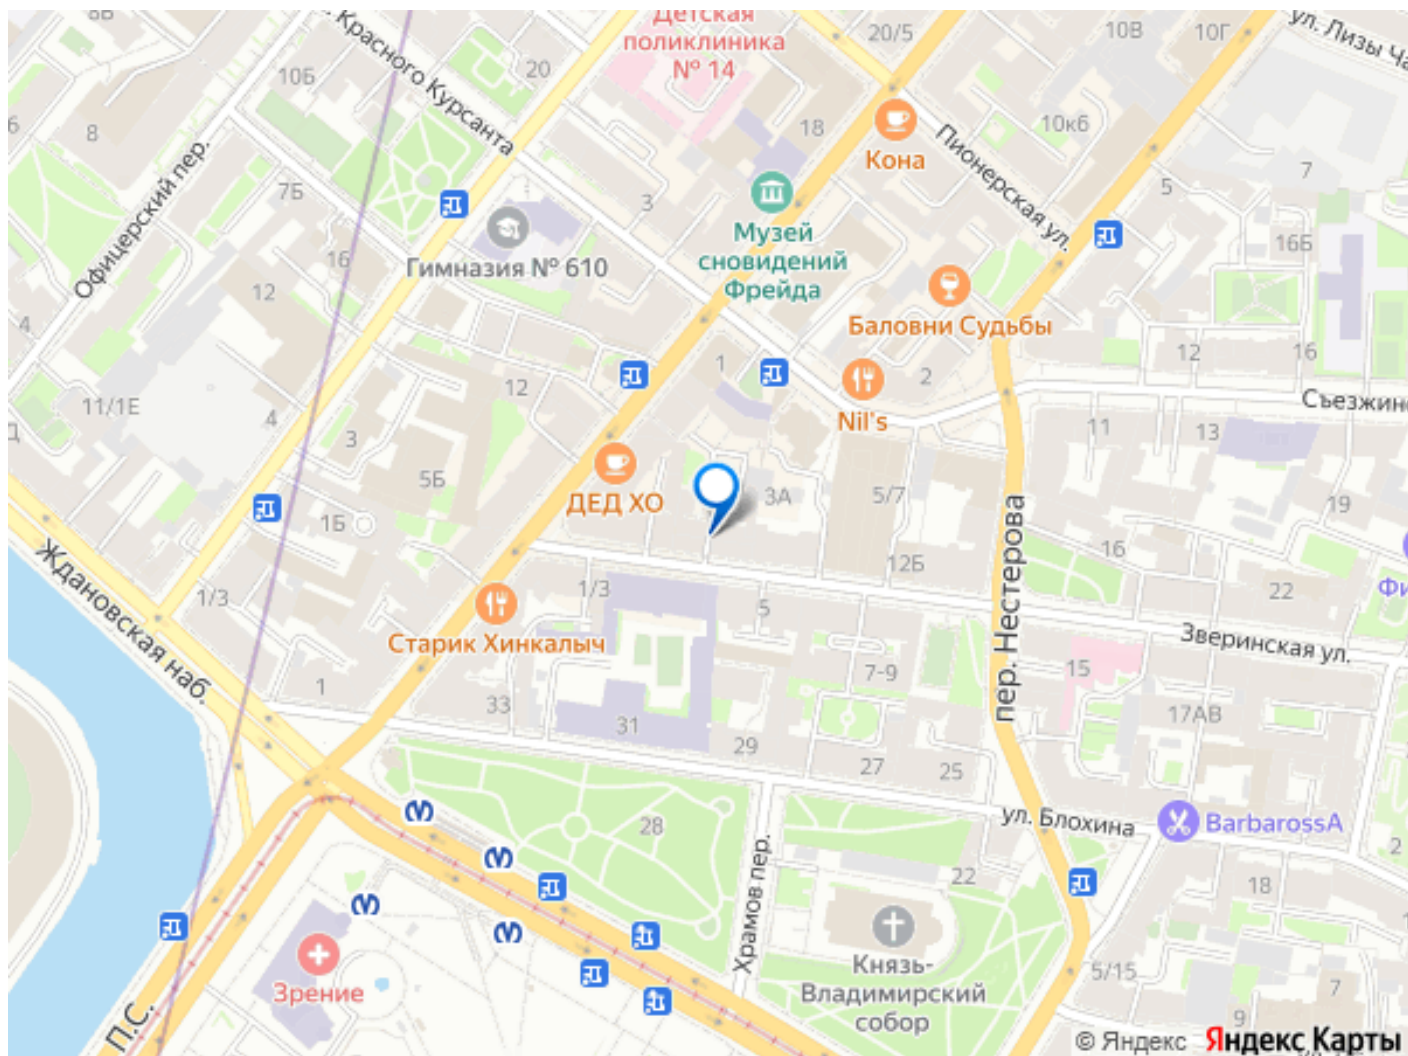 Детская
поликлиника
№ 14
20/5
10В
10Г
ул. Лизы Ча
Красного Курсанта
10Б
20
8
18
Кона
10к6
Пионерская ул.
7
5
Офицерский пер.
7Б
3
Музей
сновидений
Фрейда
16Б
Гимназия № 610
16
12
4
Баловни Судьбы
1
2
12
16
12
Nil's
Съежинс
11/1Е
4
3
5Б
11
13
ДЕД ХО
3А
5/7
19
1Б
Ждановская наб.
пер. Нестерова
16
12Б
22
Фи
1/3
1/3
5
Старик Хинкалыч
Зверинская ул.
7-9
15
1
33
31
29
17АВ
27
25
ул. Блохина
BarbarossA
28
2
Храмов пер.
22
18
Князь-
Владимирский
собор
Зрение
5/15
7
9
П.С.
© Яндекс Яндекс Карты